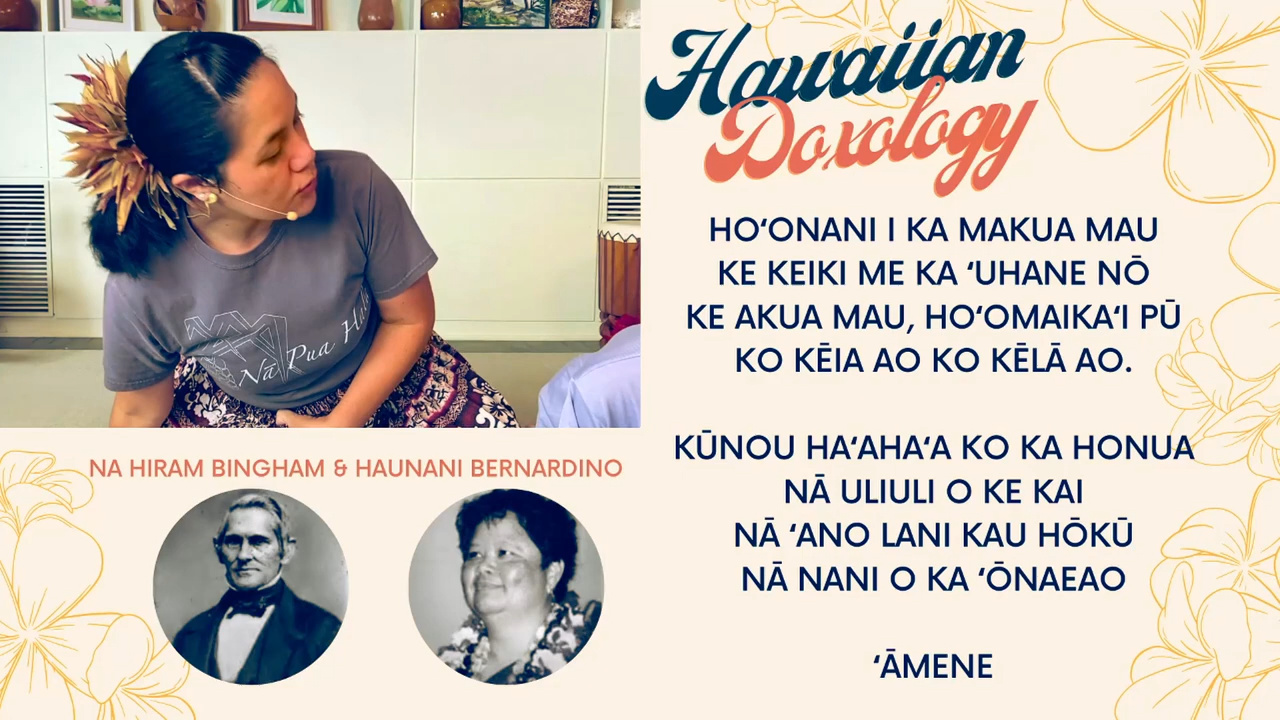 Hawaiian
Doxology
HOʻONANI I KA MAKUA MAU
KE KEIKI ME KA ʻUHANE NŌ
KE AKUA MAU, HOʻOMAIKAʻI PŪ
KO KĒIA AO KO KĒLĀ AO.
KŪNOU HAʻAHAʻA KO KA HONUA
NĀ ULIULI O KE KAI
NĀ ʻANO LANI KAU HŌKŪ
NĀ NANI O KA ʻŌNAEAO
ʻĀMENE
NA HIRAM BINGHAM & HAUNANI BERNARDINO
Nā Pua